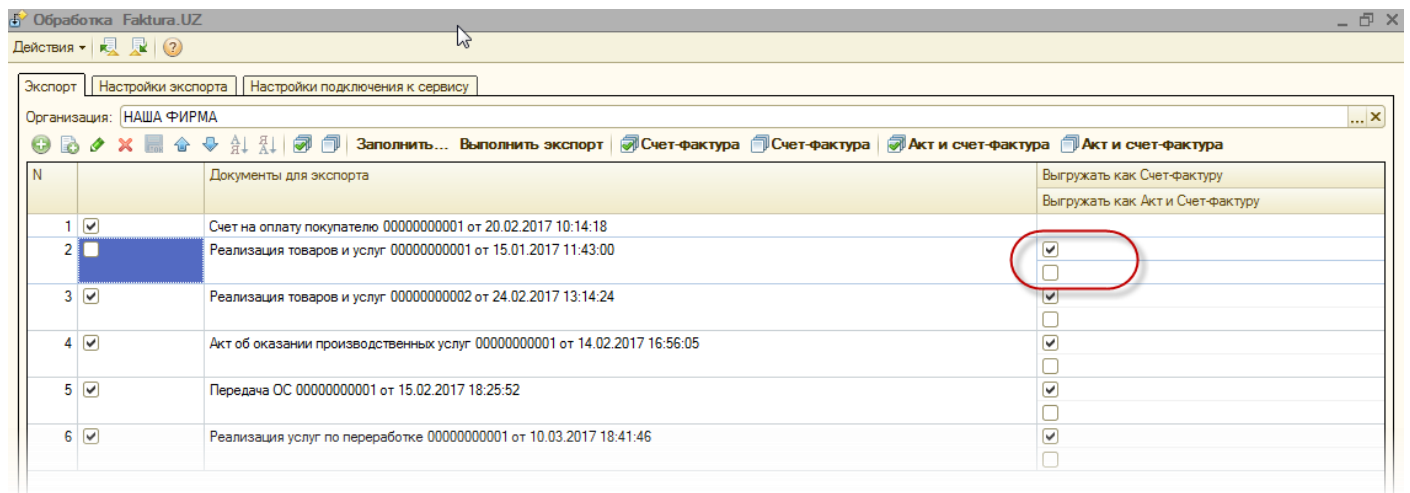 Обработка Faktura.UZ
Действия
Экспорт Настройки экспорта Настройки подключения к сервису
Организация: НАША ФИРМА ...
Заполнить... Выполнить экспорт Счет-фактура Счет-фактура Акт и счет-фактура Акт и счет-фактура
N Документы для экспорта Выгружать как Счет-фактуру
Выгружать как Акт и Счет-фактуру
1 Счет на оплату покупателю 00000000001 от 20.02.2017 10:14:18
2 Реализация товаров и услуг 00000000001 от 15.01.2017 11:43:00
3 Реализация товаров и услуг 00000000002 от 24.02.2017 13:14:24
4 Акт об оказании производственных услуг 00000000001 от 14.02.2017 16:56:05
5 Передача ОС 00000000001 от 15.02.2017 18:25:52
6 Реализация услуг по переработке 00000000001 от 10.03.2017 18:41:46